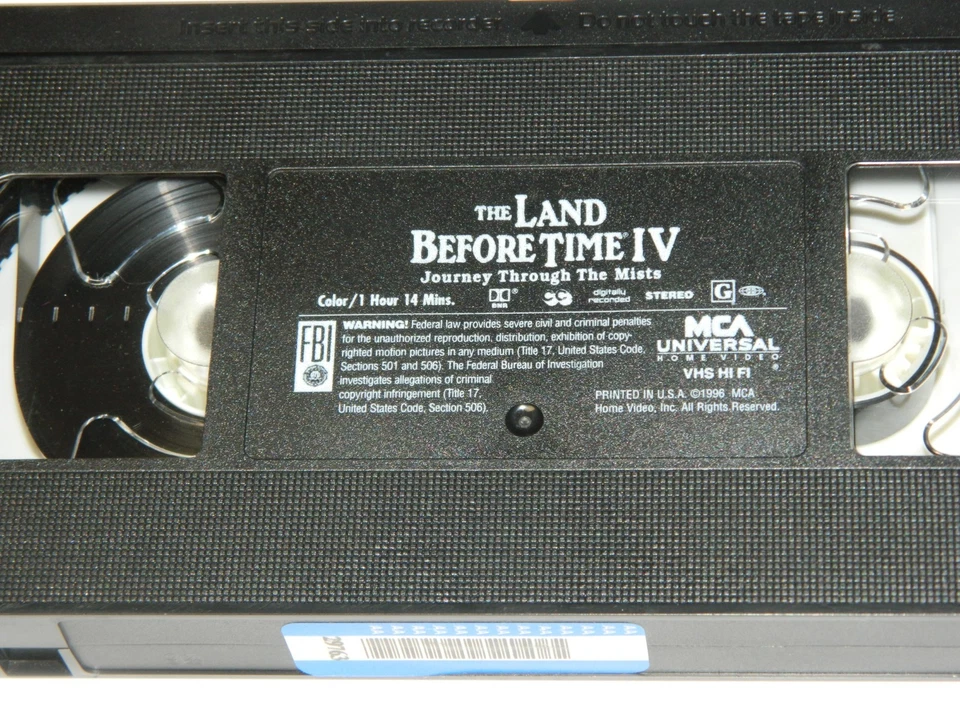 Insert this side into recorder Do not touch the tape inside
THE LAND
BEFORE TIME IV
Journey Through The Mists
Color/1 Hour 14 Mins. DNR digitally recorded STEREO G
FBI WARNING! Federal law provides severe civil and criminal penalties
for the unauthorized reproduction, distribution, exhibition of copy-
righted motion pictures in any medium (Title 17, United States Code,
Sections 501 and 506). The Federal Bureau of Investigation
investigates allegations of criminal
copyright infringement (Title 17,
United States Code, Section 506).
MCA
UNIVERSAL
HOME VIDEO
®
VHS HI FI
PRINTED IN U.S.A. ©1996 MCA
Home Video, Inc. All Rights Reserved.